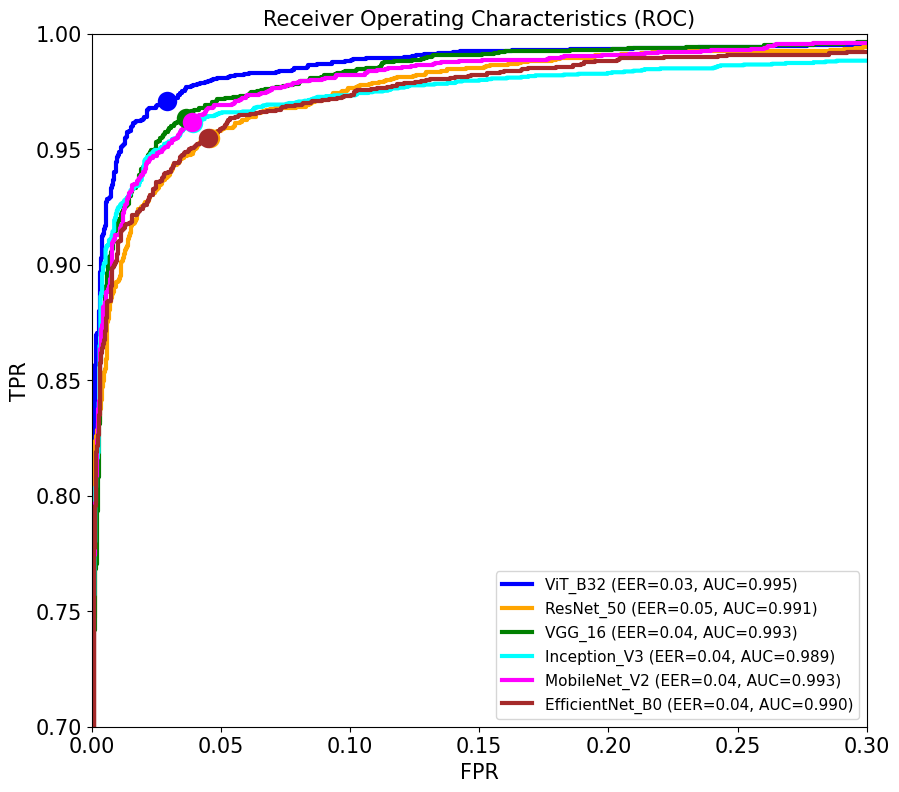 Receiver Operating Characteristics (ROC)
1.00
0.95
0.90
0.85
0.80
0.75
0.70
TPR
0.00 0.05 0.10 0.15 0.20 0.25 0.30
FPR
ViT_B32 (EER=0.03, AUC=0.995)
ResNet_50 (EER=0.05, AUC=0.991)
VGG_16 (EER=0.04, AUC=0.993)
Inception_V3 (EER=0.04, AUC=0.989)
MobileNet_V2 (EER=0.04, AUC=0.993)
EfficientNet_B0 (EER=0.04, AUC=0.990)